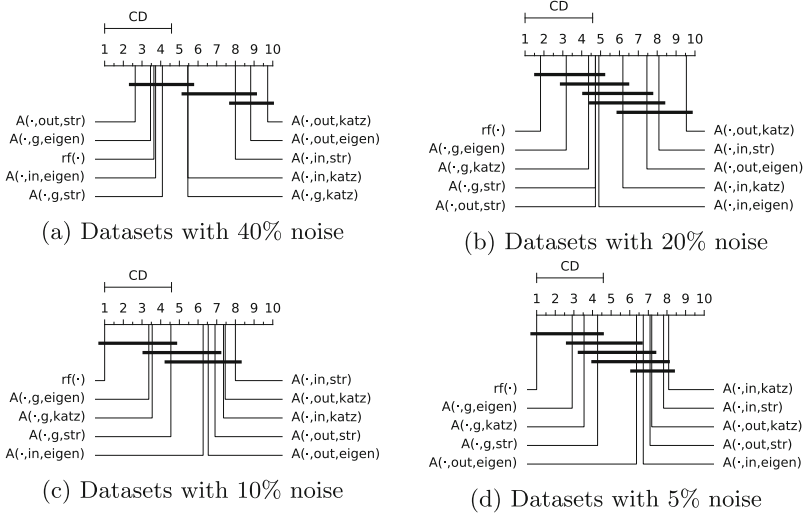 CD
1 2 3 4 5 6 7 8 9 10
A(·,out,str)
A(·,g,eigen)
rf(·)
A(·,in,eigen)
A(·,g,str)
A(·,out,katz)
A(·,out,eigen)
A(·,in,str)
A(·,in,katz)
A(·,g,katz)
(a) Datasets with 40% noise
CD
1 2 3 4 5 6 7 8 9 10
rf(·)
A(·,g,eigen)
A(·,g,katz)
A(·,g,str)
A(·,out,str)
A(·,out,katz)
A(·,in,str)
A(·,out,eigen)
A(·,in,katz)
A(·,in,eigen)
(b) Datasets with 20% noise
CD
1 2 3 4 5 6 7 8 9 10
rf(·)
A(·,g,eigen)
A(·,g,katz)
A(·,g,str)
A(·,in,eigen)
A(·,in,str)
A(·,out,katz)
A(·,in,katz)
A(·,out,str)
A(·,out,eigen)
(c) Datasets with 10% noise
CD
1 2 3 4 5 6 7 8 9 10
rf(·)
A(·,g,eigen)
A(·,g,katz)
A(·,g,str)
A(·,out,eigen)
A(·,in,katz)
A(·,in,str)
A(·,out,katz)
A(·,out,str)
A(·,in,eigen)
(d) Datasets with 5% noise